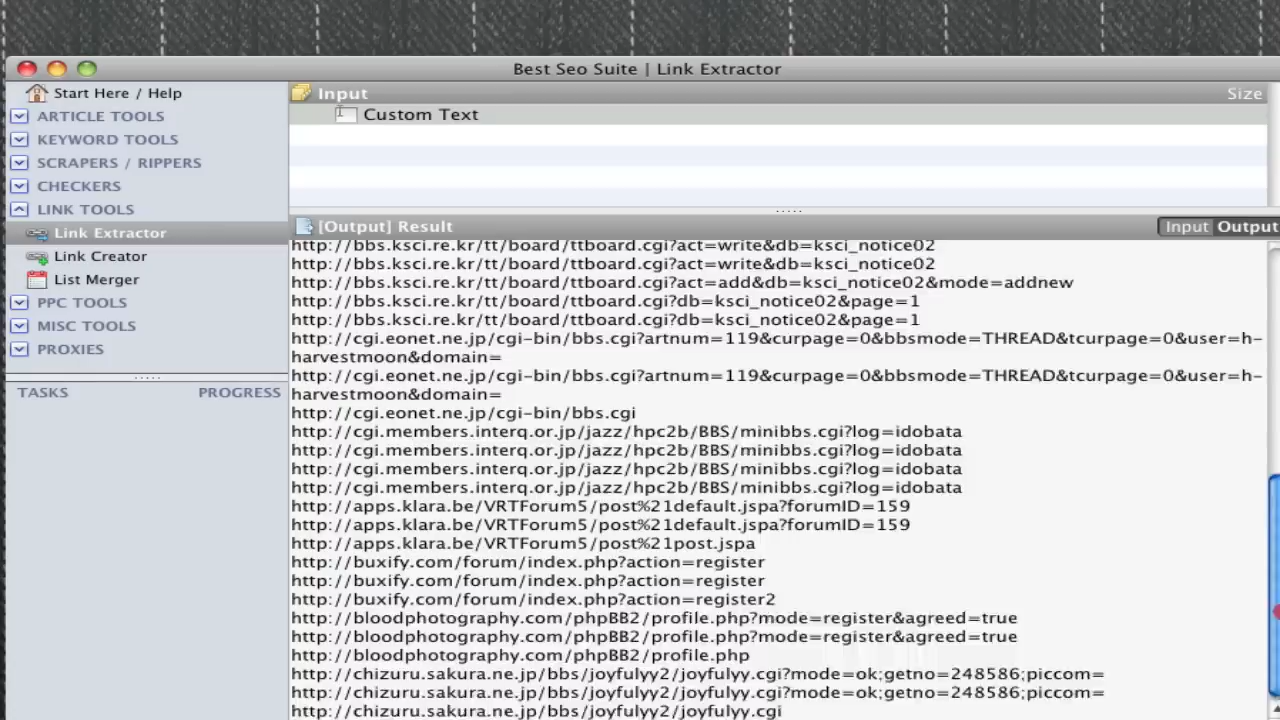 Best Seo Suite | Link Extractor
Start Here / Help
ARTICLE TOOLS
KEYWORD TOOLS
SCRAPERS / RIPPERS
CHECKERS
LINK TOOLS
Link Extractor
Link Creator
List Merger
PPC TOOLS
MISC TOOLS
PROXIES
TASKS PROGRESS
Input Size
Custom Text
[Output] Result Input Output
http://bbs.ksci.re.kr/tt/board/ttboard.cgi?act=write&db=ksci_notice02
http://bbs.ksci.re.kr/tt/board/ttboard.cgi?act=write&db=ksci_notice02
http://bbs.ksci.re.kr/tt/board/ttboard.cgi?act=add&db=ksci_notice02&mode=addnew
http://bbs.ksci.re.kr/tt/board/ttboard.cgi?db=ksci_notice02&page=1
http://bbs.ksci.re.kr/tt/board/ttboard.cgi?db=ksci_notice02&page=1
http://cgi.eonet.ne.jp/cgi-bin/bbs.cgi?artnum=119&curpage=0&bbsmode=THREAD&tcurpage=0&user=h-
harvestmoon&domain=
http://cgi.eonet.ne.jp/cgi-bin/bbs.cgi?artnum=119&curpage=0&bbsmode=THREAD&tcurpage=0&user=h-
harvestmoon&domain=
http://cgi.eonet.ne.jp/cgi-bin/bbs.cgi
http://cgi.members.interq.or.jp/jazz/hpc2b/BBS/minibbs.cgi?log=idobata
http://cgi.members.interq.or.jp/jazz/hpc2b/BBS/minibbs.cgi?log=idobata
http://cgi.members.interq.or.jp/jazz/hpc2b/BBS/minibbs.cgi?log=idobata
http://cgi.members.interq.or.jp/jazz/hpc2b/BBS/minibbs.cgi?log=idobata
http://apps.klara.be/VRTForum5/post%21default.jspa?forumID=159
http://apps.klara.be/VRTForum5/post%21default.jspa?forumID=159
http://apps.klara.be/VRTForum5/post%21post.jspa
http://buxify.com/forum/index.php?action=register
http://buxify.com/forum/index.php?action=register
http://buxify.com/forum/index.php?action=register2
http://bloodphotography.com/phpBB2/profile.php?mode=register&agreed=true
http://bloodphotography.com/phpBB2/profile.php?mode=register&agreed=true
http://bloodphotography.com/phpBB2/profile.php
http://chizuru.sakura.ne.jp/bbs/joyfulyy2/joyfulyy.cgi?mode=ok;getno=248586;piccom=
http://chizuru.sakura.ne.jp/bbs/joyfulyy2/joyfulyy.cgi?mode=ok;getno=248586;piccom=
http://chizuru.sakura.ne.jp/bbs/joyfulyy2/joyfulyy.cgi